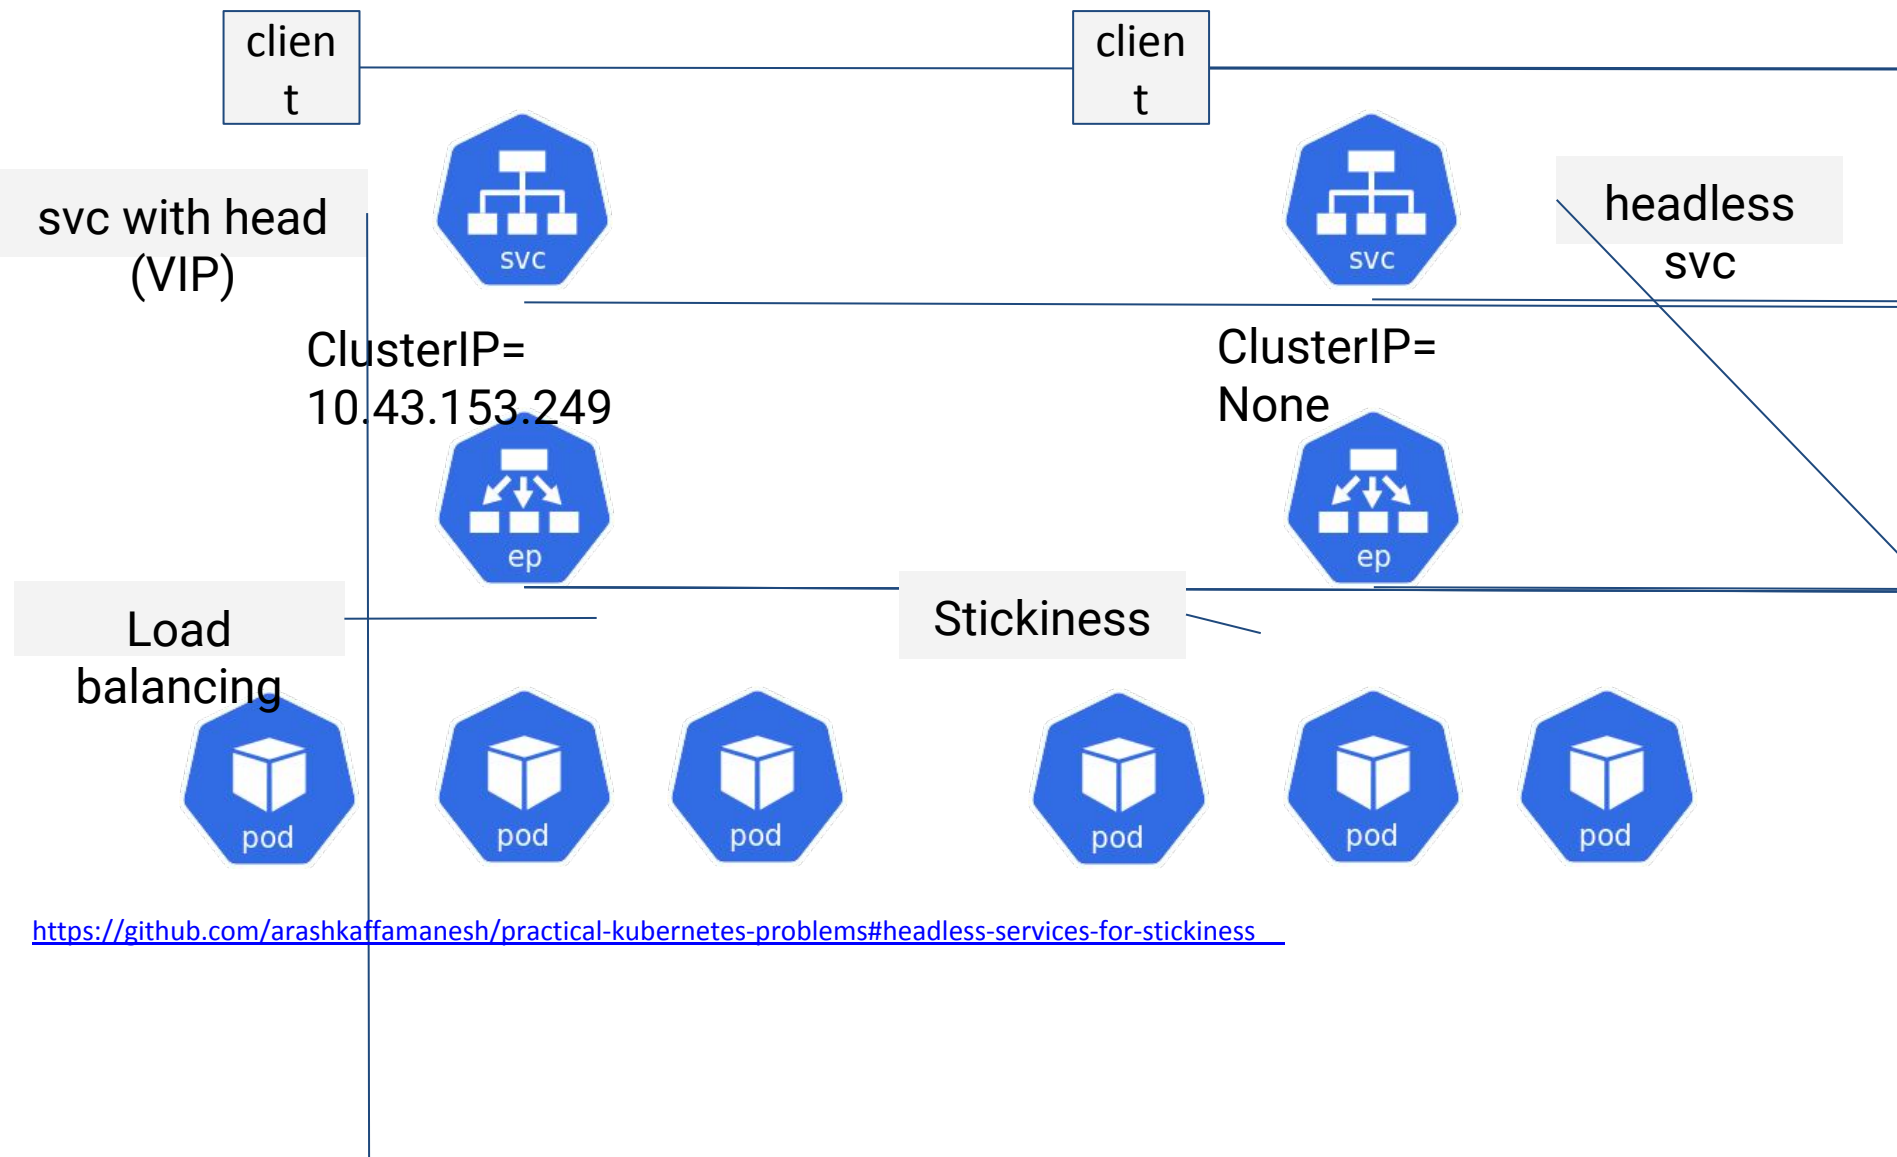 clien
t
clien
t
svc
svc
svc with head
(VIP)
headless
svc
ClusterIP=
10.43.153.249
ClusterIP=
None
ep
ep
Load
balancing
Stickiness
pod
pod
pod
pod
pod
pod
https://github.com/arashkaffamanesh/practical-kubernetes-problems#headless-services-for-stickiness